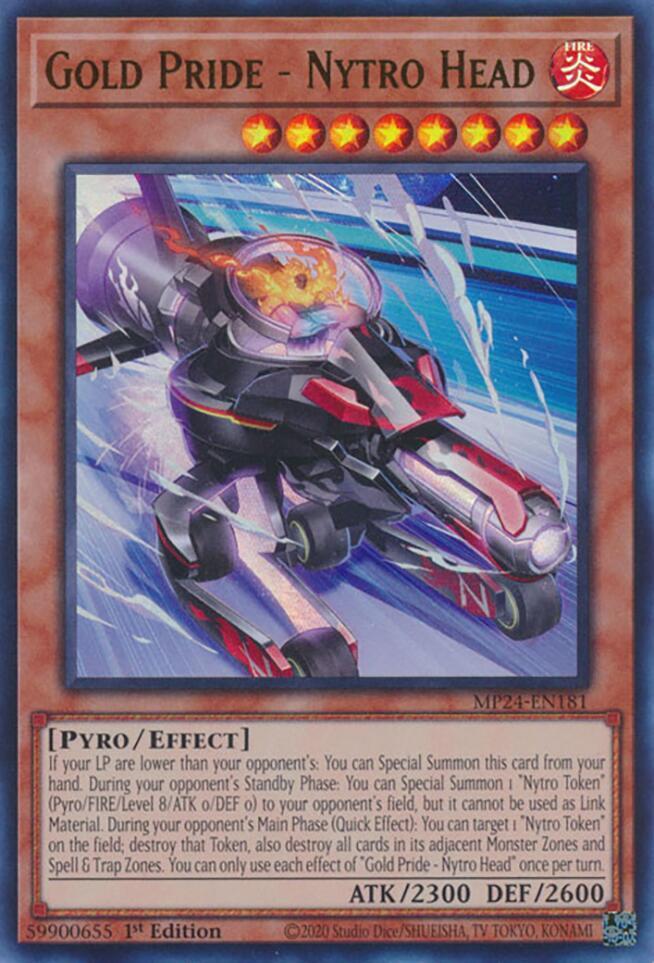 Gold Pride - Nytro Head
FIRE
炎
N
N
MP24-EN181
[Pyro/Effect]
If your LP are lower than your opponent's: You can Special Summon this card from your
hand. During your opponent's Standby Phase: You can Special Summon 1 "Nytro Token"
(Pyro/FIRE/Level 8/ATK 0/DEF 0) to your opponent's field, but it cannot be used as Link
Material. During your opponent's Main Phase (Quick Effect): You can target 1 "Nytro Token"
on the field; destroy that Token, also destroy all cards in its adjacent Monster Zones and
Spell & Trap Zones. You can only use each effect of "Gold Pride - Nytro Head" once per turn.
ATK/2300 DEF/2600
59900655 1st Edition ©2020 Studio Dice/SHUEISHA, TV TOKYO, KONAMI